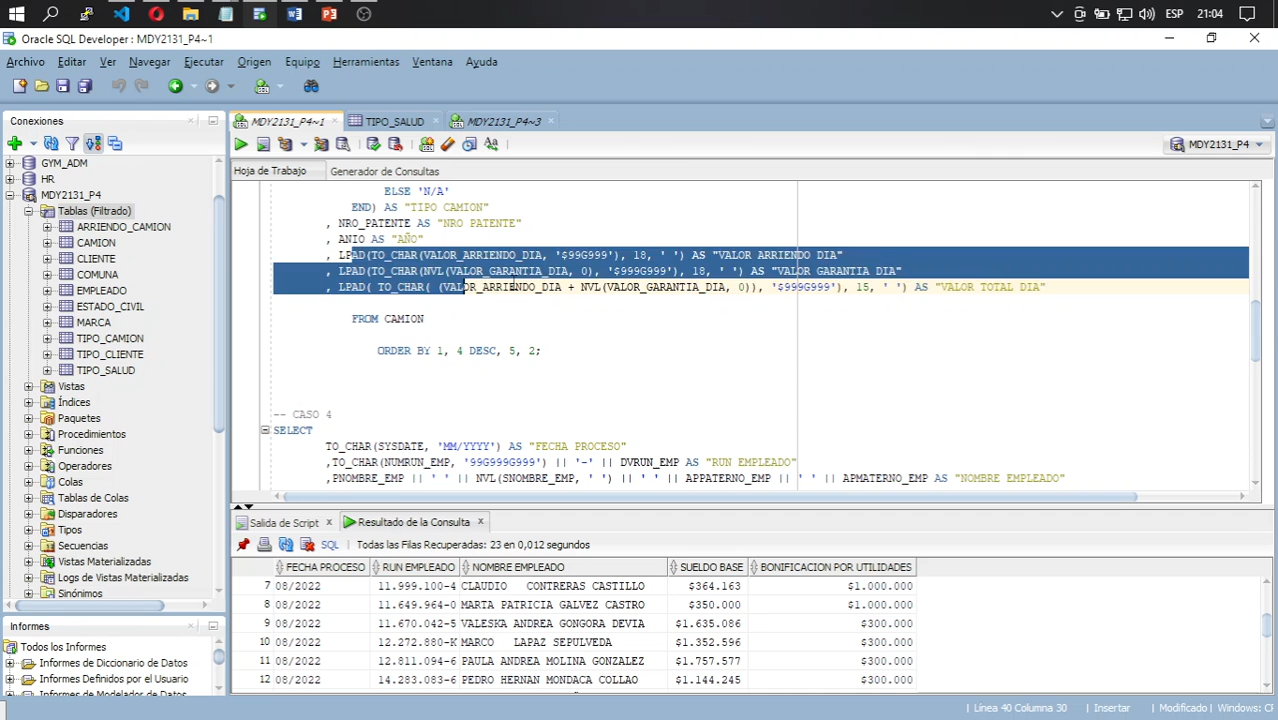 ESP 21:04
Oracle SQL Developer : MDY2131_P4~1
Archivo Editar Ver Navegar Ejecutar Origen Equipo Herramientas Ventana Ayuda
Conexiones
MDY2131_P4~1 TIPO_SALUD MDY2131_P4~3
MDY2131_P4
Hoja de Trabajo Generador de Consultas
GYM_ADM
HR
MDY2131_P4
Tablas (Filtrado)
ARRIENDO_CAMION
CAMION
CLIENTE
COMUNA
EMPLEADO
ESTADO_CIVIL
MARCA
TIPO_CAMION
TIPO_CLIENTE
TIPO_SALUD
Vistas
Índices
Paquetes
Procedimientos
Funciones
Operadores
Colas
Tablas de Colas
Disparadores
Tipos
Secuencias
Vistas Materializadas
Logs de Vistas Materializadas
Sinónimos
ELSE 'N/A'
END) AS "TIPO CAMION"
, NRO_PATENTE AS "NRO PATENTE"
, ANIO AS "AÑO"
, LPAD(TO_CHAR(VALOR_ARRIENDO_DIA, '$99G999'), 18, ' ') AS "VALOR ARRIENDO DIA"
, LPAD(TO_CHAR(NVL(VALOR_GARANTIA_DIA, 0), '$999G999'), 18, ' ') AS "VALOR GARANTIA DIA"
, LPAD( TO_CHAR( (VALOR_ARRIENDO_DIA + NVL(VALOR_GARANTIA_DIA, 0)), '$999G999'), 15, ' ') AS "VALOR TOTAL DIA"
FROM CAMION
ORDER BY 1, 4 DESC, 5, 2;
-- CASO 4
SELECT
TO_CHAR(SYSDATE, 'MM/YYYY') AS "FECHA PROCESO"
,TO_CHAR(NUMRUN_EMP, '99G999G999') || '-' || DVRUN_EMP AS "RUN EMPLEADO"
,PNOMBRE_EMP || ' ' || NVL(SNOMBRE_EMP, ' ') || ' ' || APPATERNO_EMP || ' ' || APMATERNO_EMP AS "NOMBRE EMPLEADO"
Salida de Script Resultado de la Consulta
SQL Todas las Filas Recuperadas: 23 en 0,012 segundos
FECHA PROCESO RUN EMPLEADO NOMBRE EMPLEADO SUELDO BASE BONIFICACION POR UTILIDADES
7 08/2022 11.999.100-4 CLAUDIO   CONTRERAS CASTILLO $364.163 $1.000.000
8 08/2022 11.649.964-0 MARTA PATRICIA GALVEZ CASTRO $350.000 $1.000.000
9 08/2022 11.670.042-5 VALESKA ANDREA GONGORA DEVIA $1.635.086 $300.000
10 08/2022 12.272.880-K MARCO   LAPAZ SEPULVEDA $1.352.596 $300.000
11 08/2022 12.811.094-6 PAULA ANDREA MOLINA GONZALEZ $1.757.577 $300.000
12 08/2022 14.283.083-6 PEDRO HERNAN MONDACA COLLAO $1.144.245 $300.000
Informes
Todos los Informes
Informes de Diccionario de Datos
Informes Definidos por el Usuario
Informes de Modelador de Datos
Línea 40 Columna 30 Insertar Modificado Windows: CF